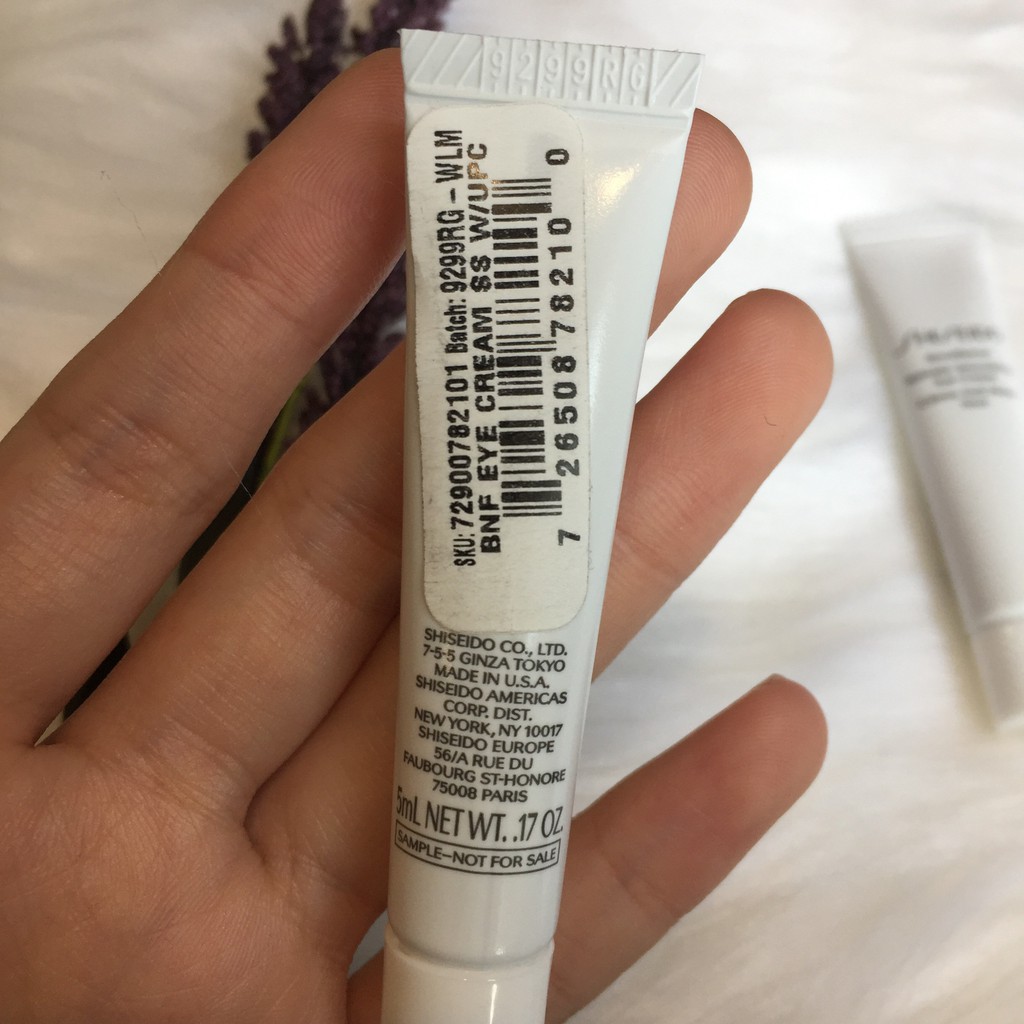 9299RG
SKU: 72900782101 Batch: 9299RG - WLM
BNF EYE CREAM SS W/UPC
7 26508 78210 0
SHISEIDO CO., LTD.
7-5-5 GINZA TOKYO
MADE IN U.S.A.
SHISEIDO AMERICAS
CORP. DIST.
NEW YORK, NY 10017
SHISEIDO EUROPE
56/A RUE DU
FAUBOURG ST-HONORE
75008 PARIS
5mL NET WT. .17 OZ.
SAMPLE–NOT FOR SALE
SHISEIDO